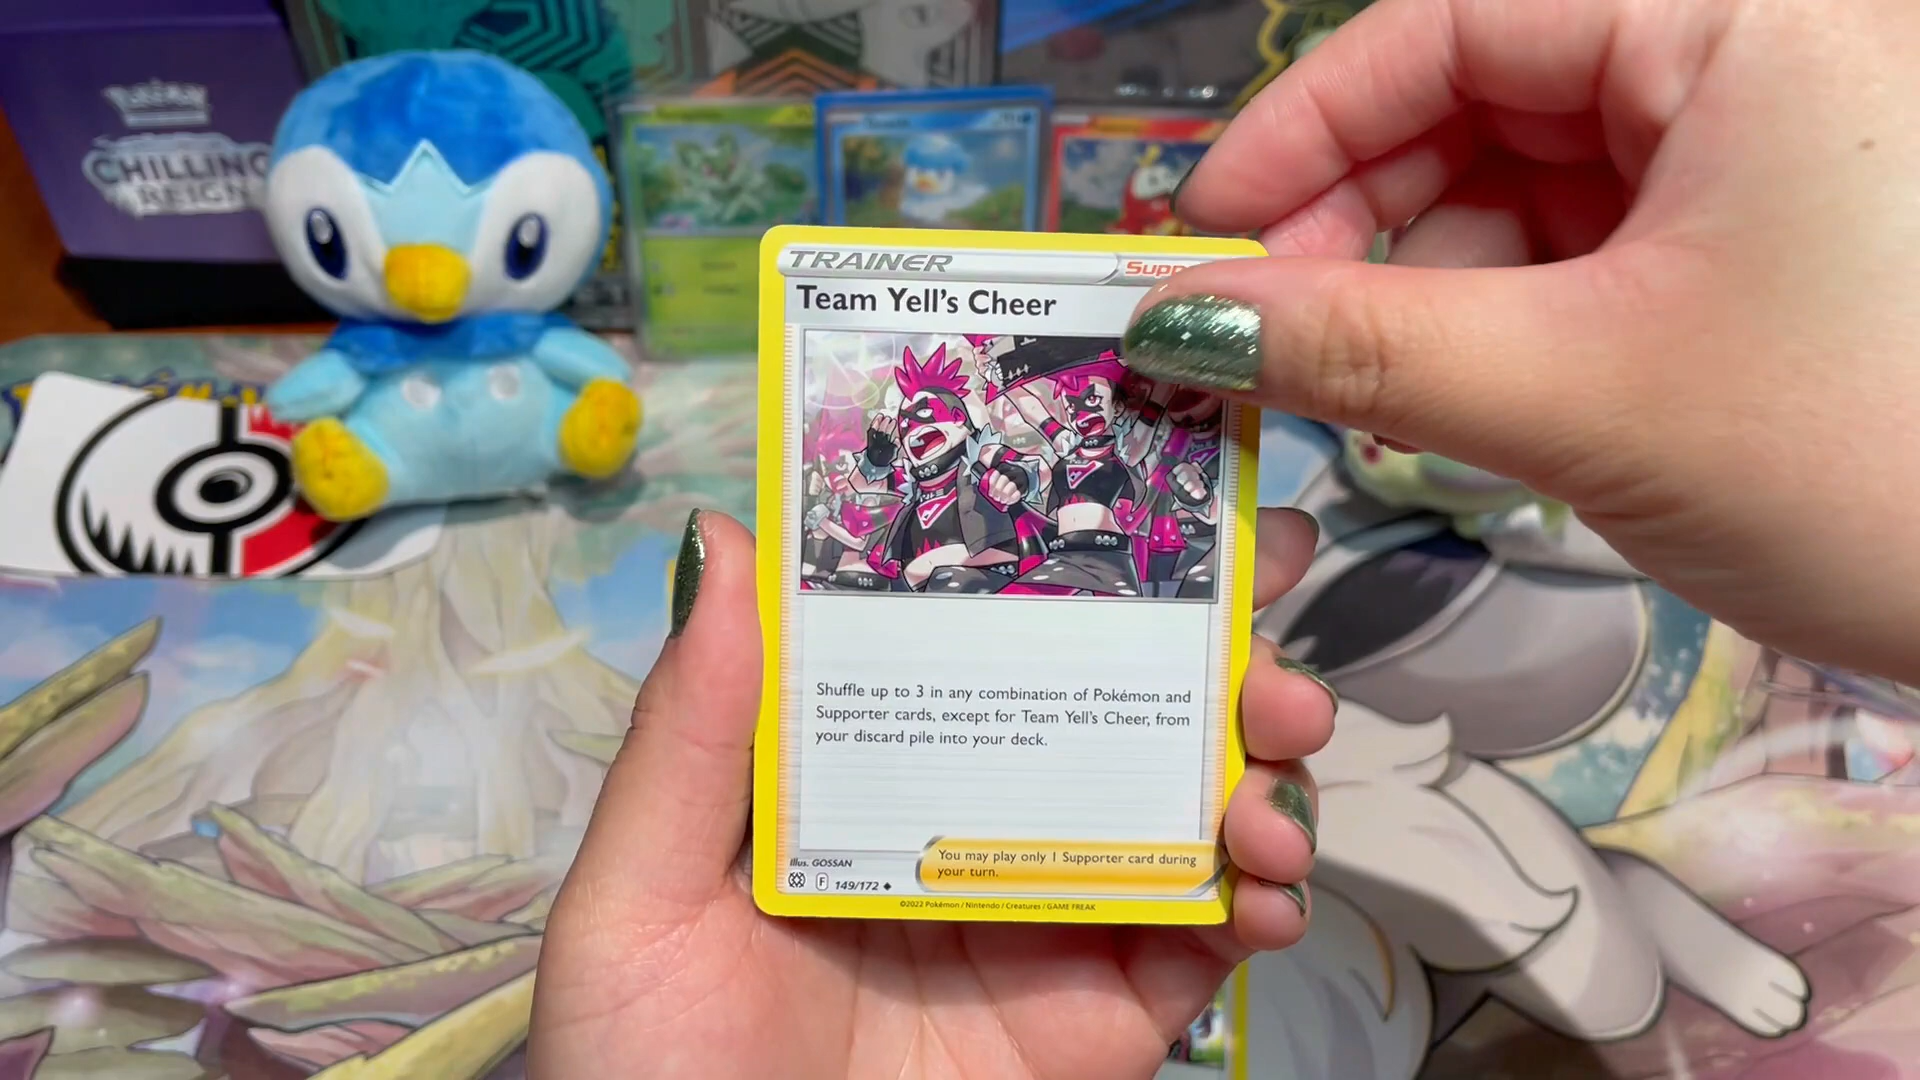 Pokémon
CHILLING
REIGN
TRAINER
Supp
Team Yell's Cheer
Shuffle up to 3 in any combination of Pokémon and
Supporter cards, except for Team Yell's Cheer, from
your discard pile into your deck.
You may play only 1 Supporter card during
your turn.
Illus. GOSSAN
F 149/172
©2022 Pokémon / Nintendo / Creatures / GAME FREAK